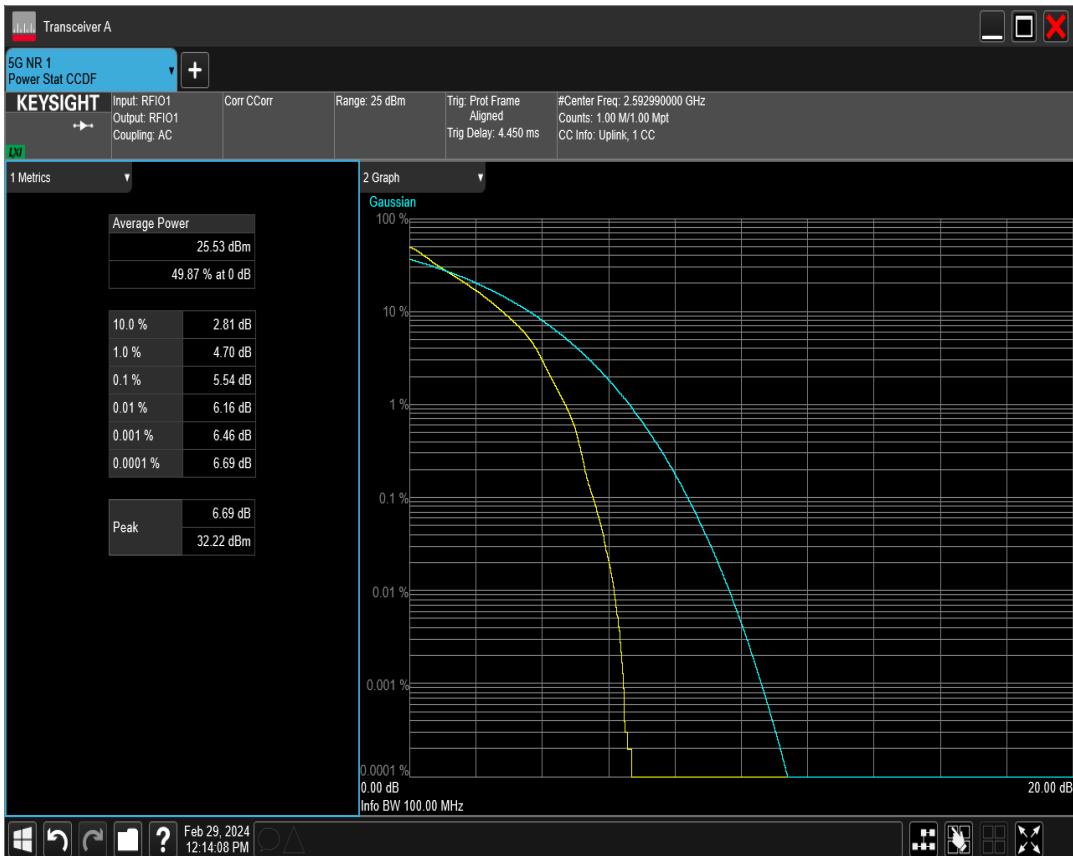 Transceiver A
5G NR 1
Power Stat CCDF
+
KEYSIGHT
LXI
Input: RFIO1
Output: RFIO1
Coupling: AC
Corr CCorr
Range: 25 dBm
Trig: Prot Frame
Aligned
Trig Delay: 4.450 ms
#Center Freq: 2.592990000 GHz
Counts: 1.00 M/1.00 Mpt
CC Info: Uplink, 1 CC
1 Metrics
Average Power
25.53 dBm
49.87 % at 0 dB
10.0 % 2.81 dB
1.0 % 4.70 dB
0.1 % 5.54 dB
0.01 % 6.16 dB
0.001 % 6.46 dB
0.0001 % 6.69 dB
Peak 6.69 dB
32.22 dBm
2 Graph
Gaussian
100 %
10 %
1 %
0.1 %
0.01 %
0.001 %
0.0001 %
0.00 dB 20.00 dB
Info BW 100.00 MHz
?
Feb 29, 2024
12:14:08 PM